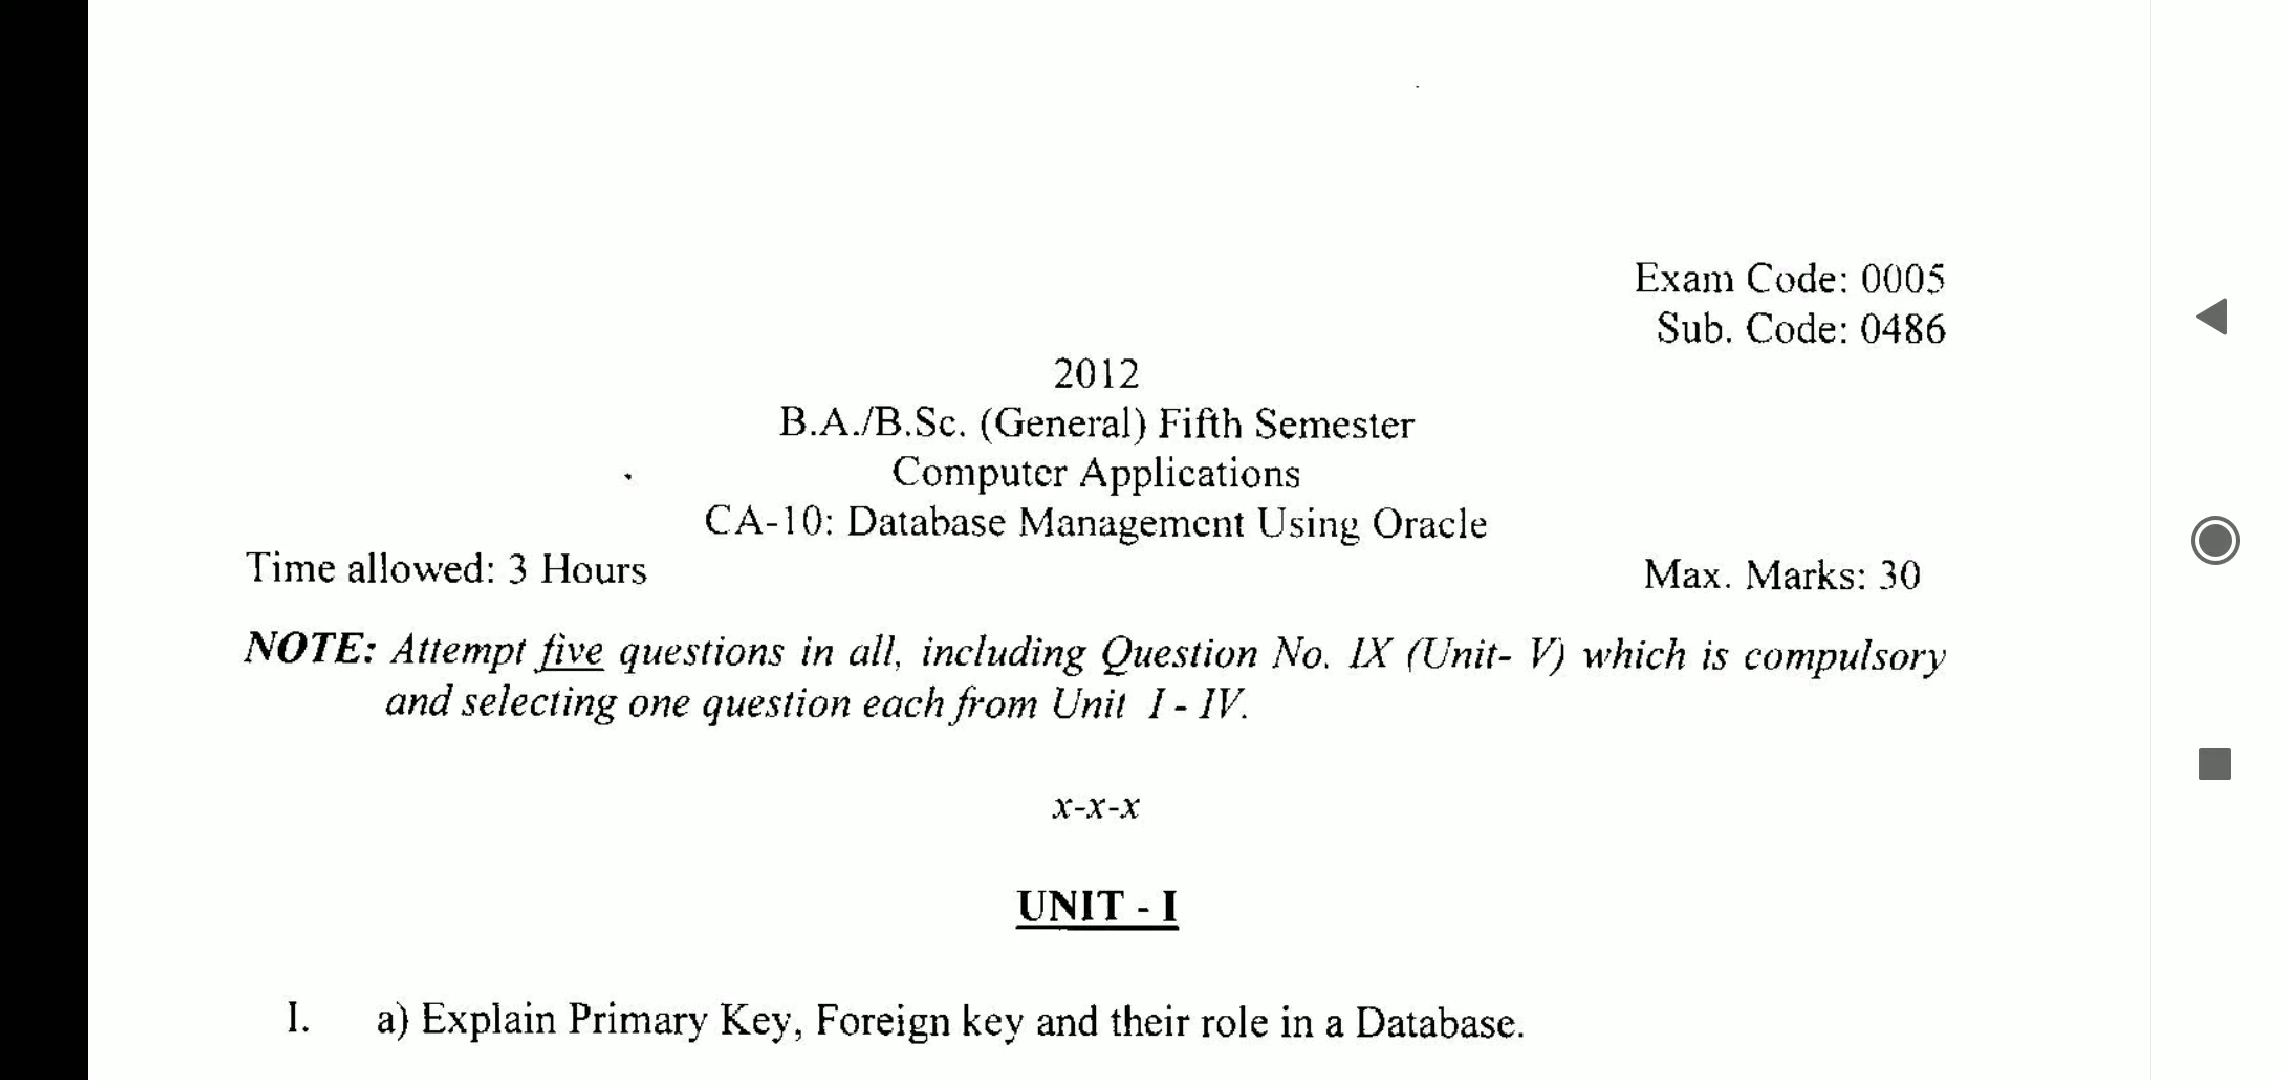 Exam Code: 0005
Sub. Code: 0486
2012
B.A./B.Sc. (General) Fifth Semester
Computer Applications
CA-10: Database Management Using Oracle
Time allowed: 3 Hours
Max. Marks: 30
NOTE: Attempt five questions in all, including Question No. IX (Unit- V) which is compulsory
and selecting one question each from Unit I - IV.
x-x-x
UNIT - I
I. a) Explain Primary Key, Foreign key and their role in a Database.